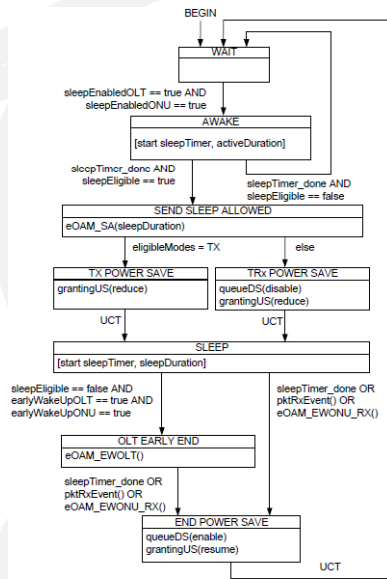 BEGIN
WAIT
sleepEnabledOLT == true AND
sleepEnabledONU == true
AWAKE
[start sleepTimer, activeDuration]
sleepTimer_done AND
sleepEligible == true
sleepTimer_done AND
sleepEligible == false
SEND SLEEP ALLOWED
eOAM_SA(sleepDuration)
eligibleModes = TX
else
TX POWER SAVE
grantingUS(reduce)
TRx POWER SAVE
queueDS(disable)
grantingUS(reduce)
UCT
UCT
SLEEP
[start sleepTimer, sleepDuration]
sleepEligible == false AND
earlyWakeUpOLT == true AND
earlyWakeUpONU == true
sleepTimer_done OR
pktRxEvent() OR
eOAM_EWONU_RX()
OLT EARLY END
eOAM_EWOLT()
sleepTimer_done OR
pktRxEvent() OR
eOAM_EWONU_RX()
END POWER SAVE
queueDS(enable)
grantingUS(resume)
UCT